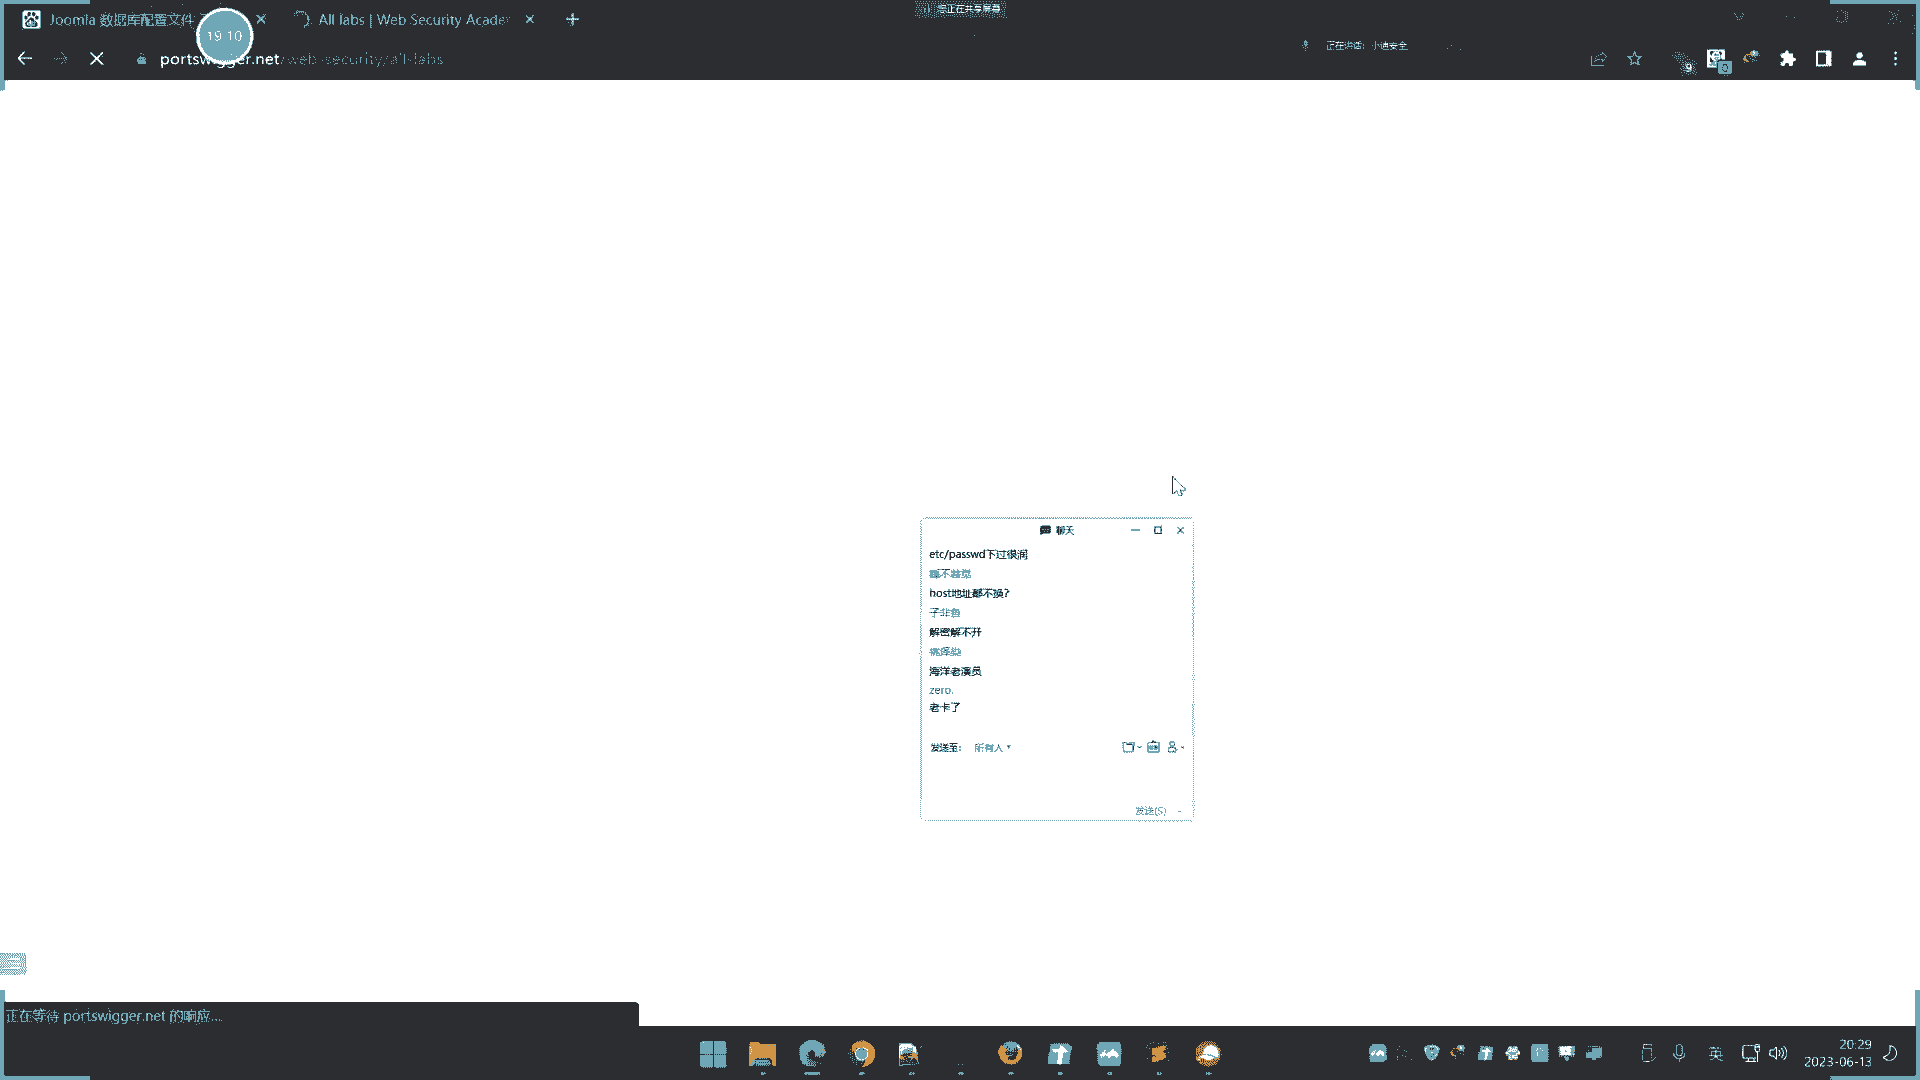 Joomla 数据库配置文件
19 10
All labs | Web Security Acade
您正在共享屏幕
正在讲话: 小迪安全
portswigger.net/web-security/all-labs
聊天
etc/passwd下过很润
host地址都不换?
子非鱼
解密解不开
海洋老演员
zero.
老卡了
发送至: 所有人
发送(S)
正在等待 portswigger.net 的响应...
英
20:29
2023-06-13